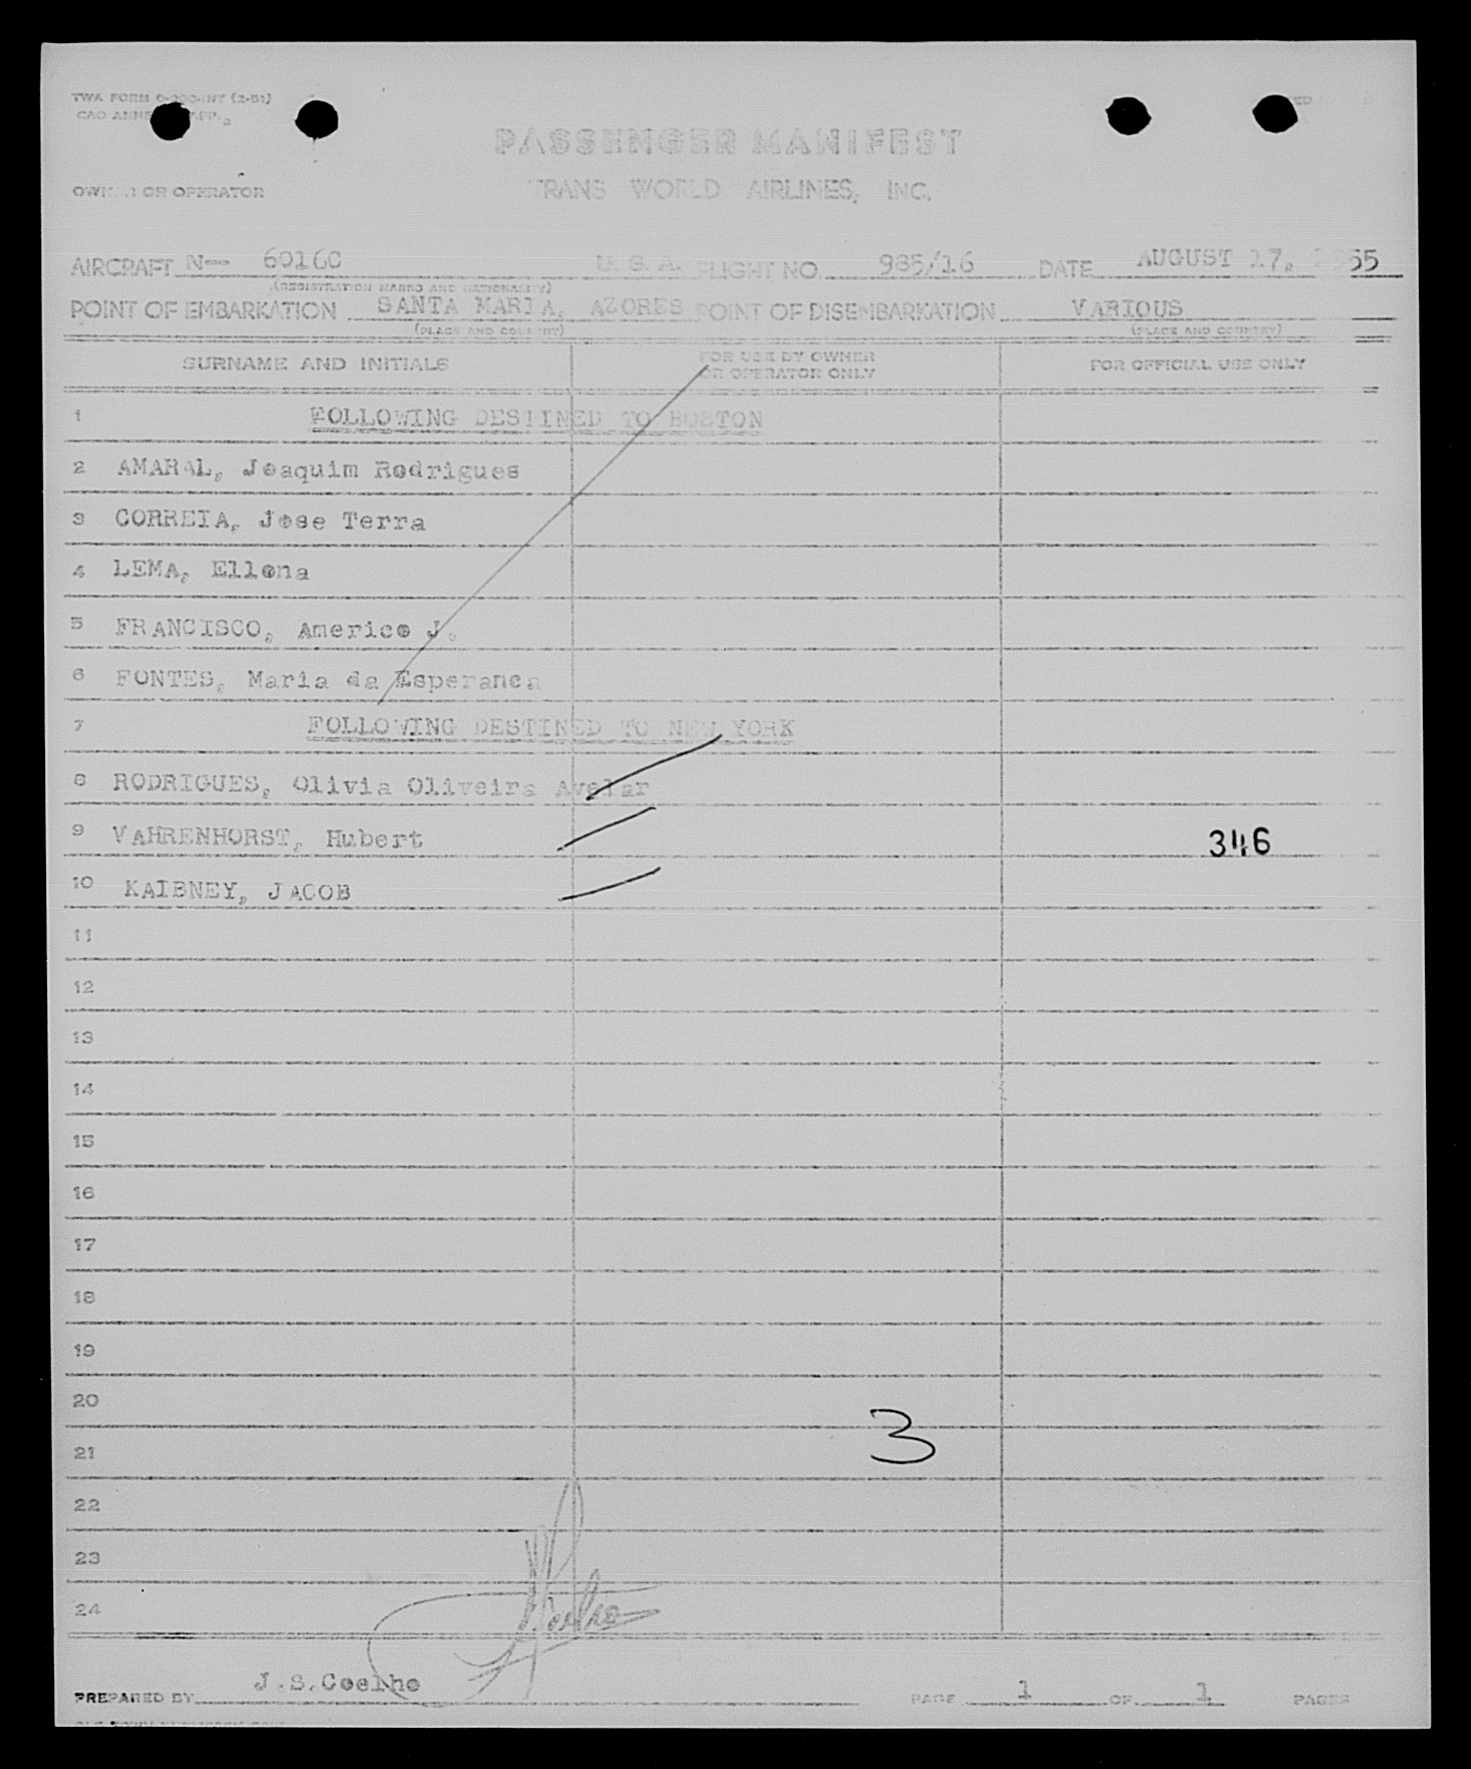 TWA FORM
PASSENGER MANIFEST
OR OPERATOR
TRANS WORLD AIRLINES, INC.
AIRCRAFT N-- 6016C U. S. A. FLIGHT NO. 985/16 DATE AUGUST 17, 55
(REGISTRATION MARKS AND NATIONALITY)
POINT OF EMBARKATION SANTA MARIA, AZORES POINT OF DISEMBARKATION VARIOUS
(PLACE AND COUNTRY) (PLACE AND COUNTRY)
SURNAME AND INITIALS FOR USE BY OWNER OR OPERATOR ONLY FOR OFFICIAL USE ONLY
1 FOLLOWING DESTINED TO BOSTON
2 AMARAL, Joaquim Rodrigues
3 CORREIA, Jose Terra
4 LEMA, Ellena
5 FRANCISCO, Americo J.
6 FONTES, Maria da Esperanca
7 FOLLOWING DESTINED TO NEW YORK
8 RODRIGUES, Olivia Oliveira Avelar
9 VAHRENHORST, Hubert 346
10 KAIBNEY, JACOB
11
12
13
14
15
16
17
18
19
20
3
21
22
23
24
Coelho
J.S.Coelho
PREPARED BY PAGE 1 OF 1 PAGES